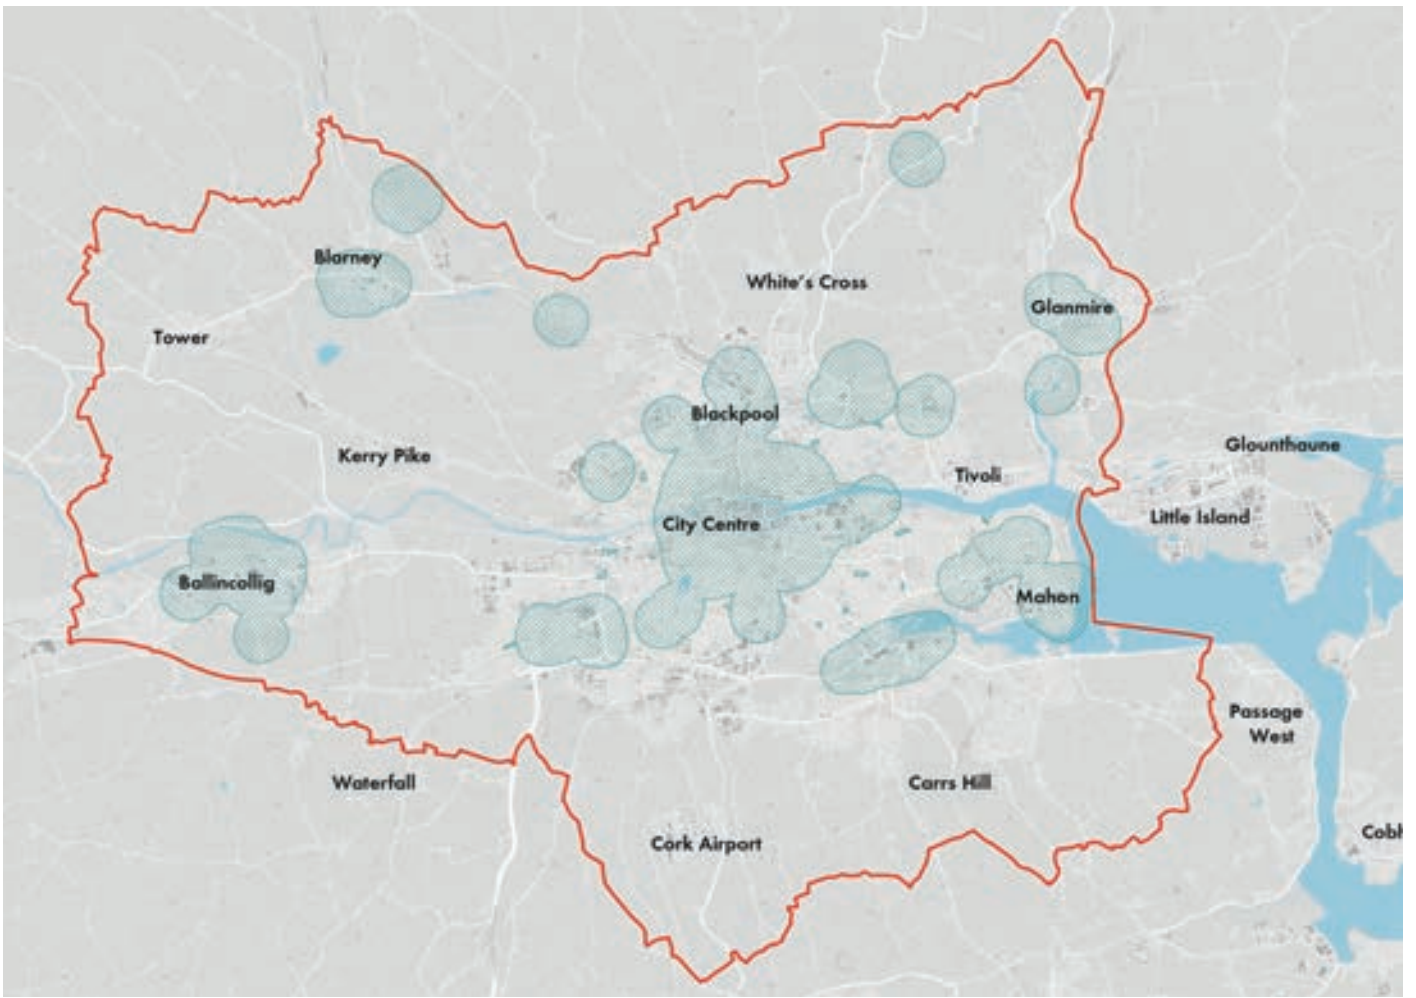 Blarney
White's Cross
Glanmire
Tower
Blackpool
Kerry Pike
Glounthaune
Tivoli
City Centre
Little Island
Ballincollig
Mahon
Passage
West
Waterfall
Carrs Hill
Cork Airport
Cobh